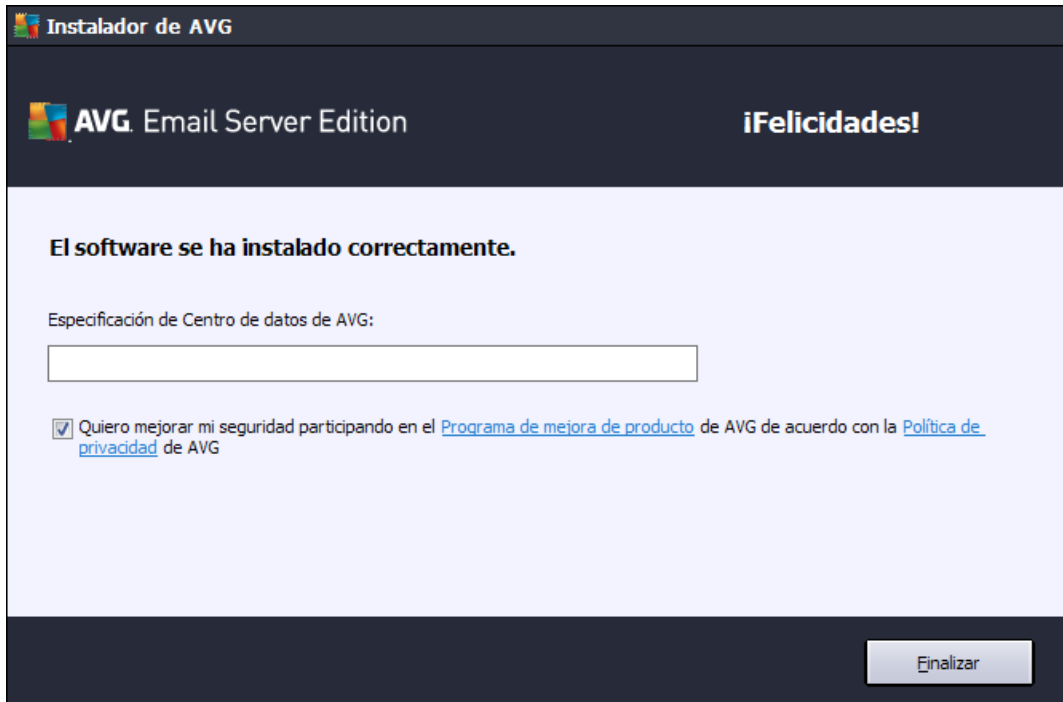 Instalador de AVG
AVG. Email Server Edition
¡Felicidades!
El software se ha instalado correctamente.
Especificación de Centro de datos de AVG:
Quiero mejorar mi seguridad participando en el Programa de mejora de producto de AVG de acuerdo con la Política de
privacidad de AVG
Finalizar